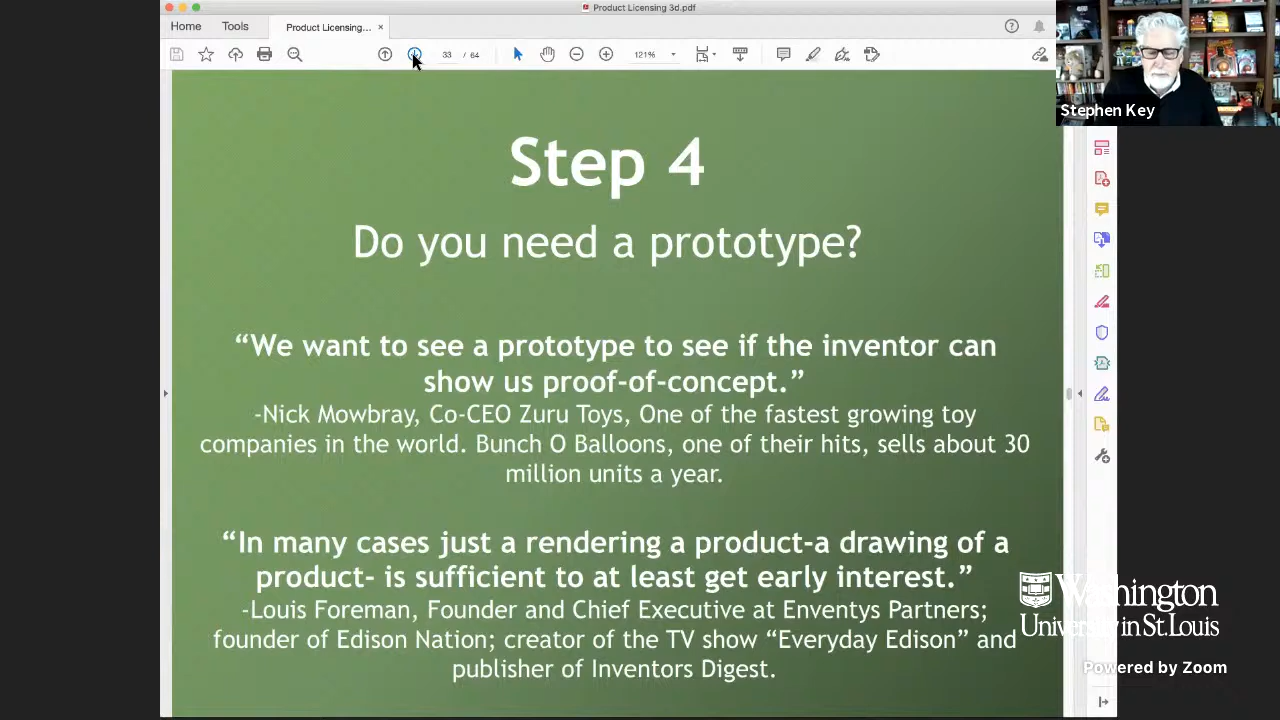 Product Licensing 3d.pdf
Home
Tools
Product Licensing...
×
?
33 / 64
121%
Stephen Key
Step 4
Do you need a prototype?
“We want to see a prototype to see if the inventor can
show us proof-of-concept.”
-Nick Mowbray, Co-CEO Zuru Toys, One of the fastest growing toy
companies in the world. Bunch O Balloons, one of their hits, sells about 30
million units a year.
“In many cases just a rendering a product-a drawing of a
product- is sufficient to at least get early interest.”
-Louis Foreman, Founder and Chief Executive at Enventys Partners;
founder of Edison Nation; creator of the TV show “Everyday Edison” and
publisher of Inventors Digest.
Washington
University in St.Louis
Powered by Zoom